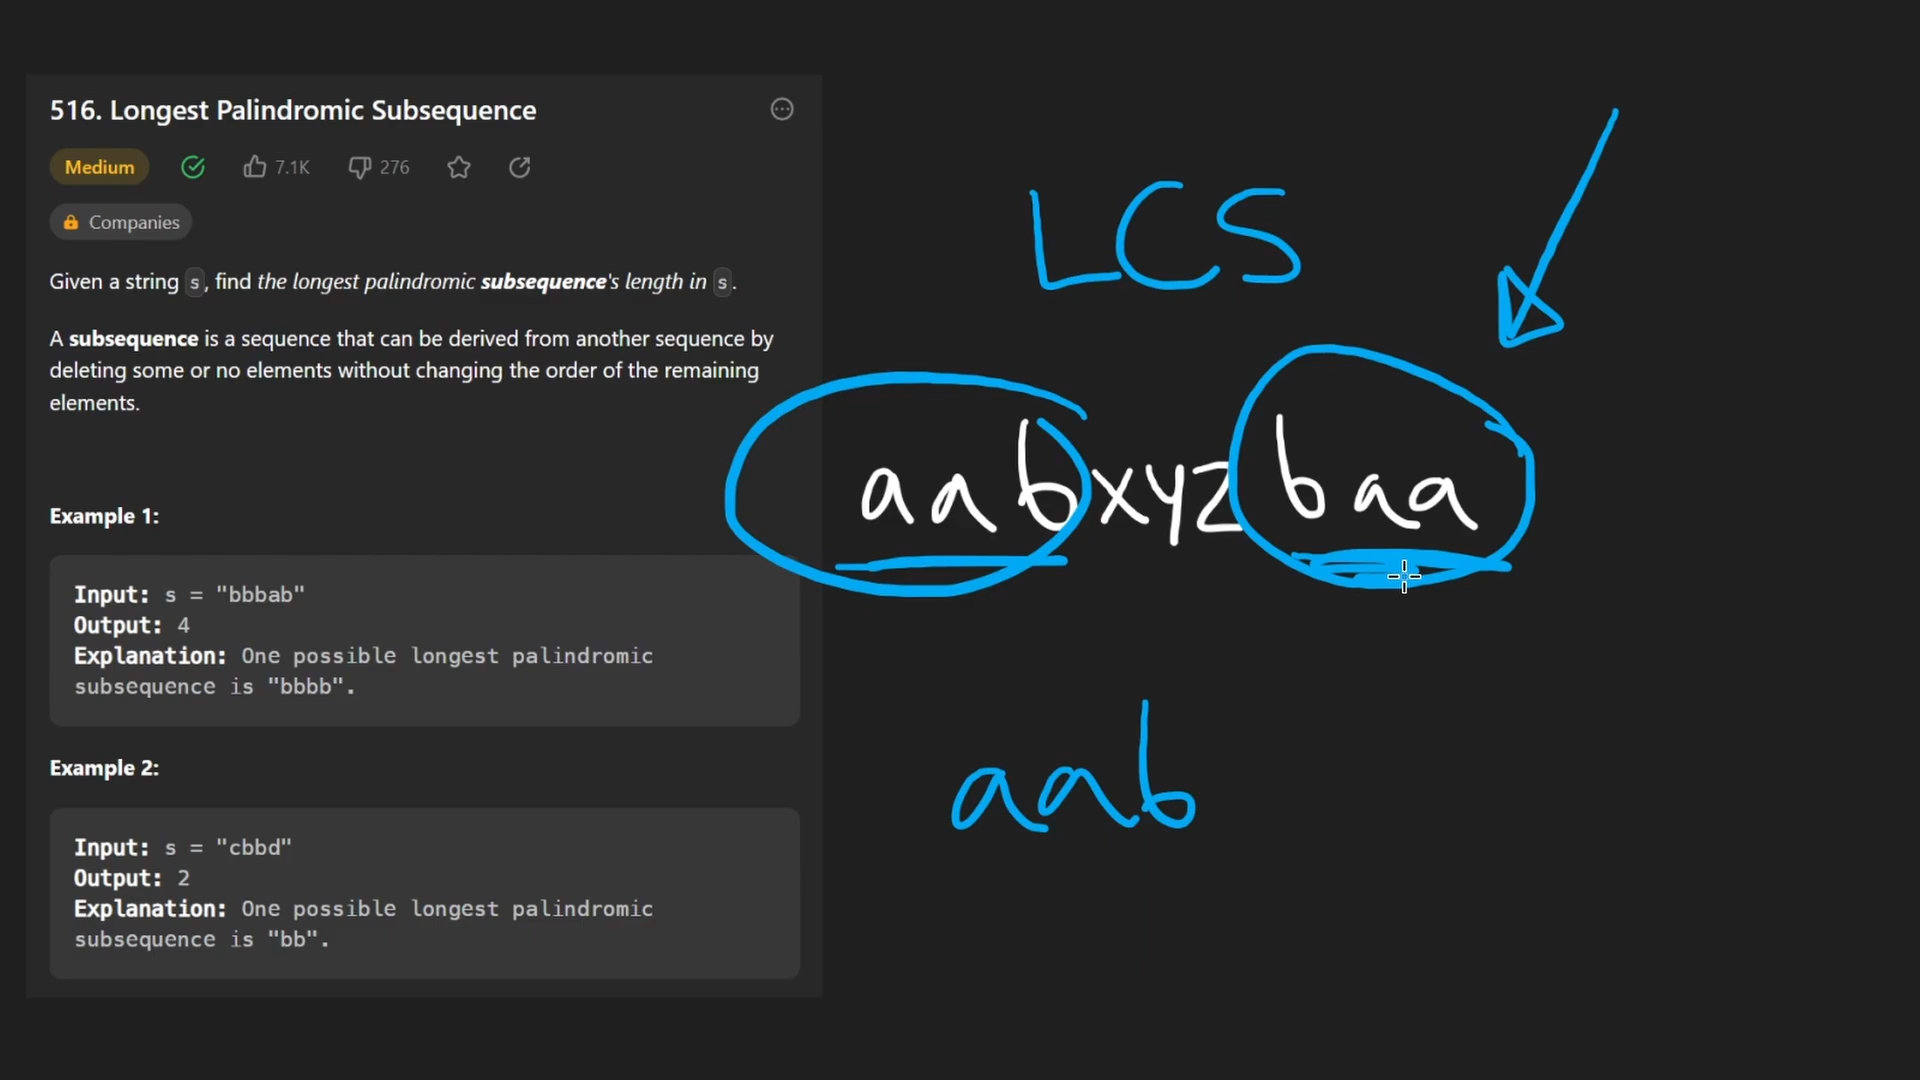 516. Longest Palindromic Subsequence
Medium 7.1K 276
Companies
Given a string s, find the longest palindromic subsequence's length in s.
A subsequence is a sequence that can be derived from another sequence by
deleting some or no elements without changing the order of the remaining
elements.
Example 1:
Input: s = "bbbab"
Output: 4
Explanation: One possible longest palindromic
subsequence is "bbbb".
Example 2:
Input: s = "cbbd"
Output: 2
Explanation: One possible longest palindromic
subsequence is "bb".
LCS
aabxyzbaa
aab